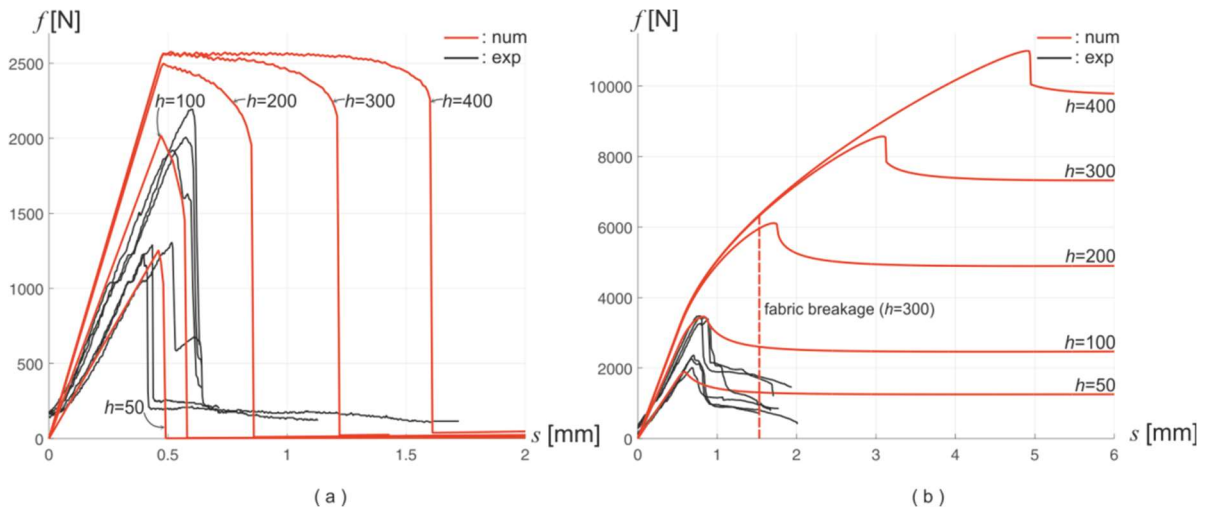 f[N]
: num
: exp
2500
2000
1500
1000
500
0
h=100
h=200
h=300
h=400
h=50
0
0.5
1
1.5
2
s [mm]
( a )
f[N]
: num
: exp
10000
8000
6000
4000
2000
0
h=400
h=300
h=200
fabric breakage (h=300)
h=100
h=50
0
1
2
3
4
5
6
s [mm]
( b )